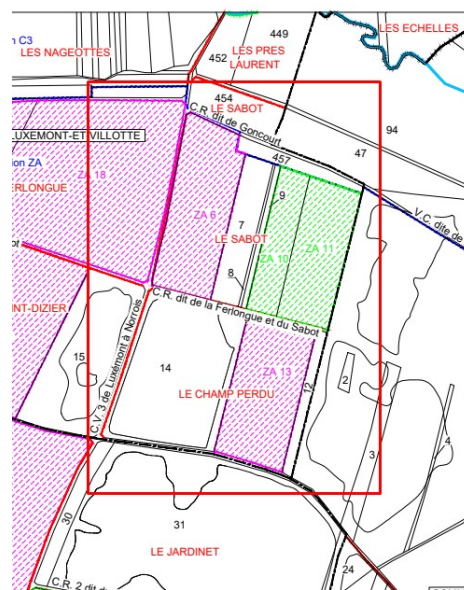 449
LES ECHELLES
n C3
LES NAGEOTTES
LES PRES
LAURENT
452
454
LE SABOT
C.R. dit de Goncourt
94
LUXEMONT-ET-VILLOTTE
457
47
ion ZA
ZA 18
ERLONGUE
9
V.C. dite de
ZA 6
7
LE SABOT
ZA 11
ZA 10
8
C.R. dit de la Ferlongue et du Sabot
INT-DIZIER
C.V. 3 de Luxémont à Norrois
15
14
ZA 13
12
2
LE CHAMP PERDU
3
4
30
31
LE JARDINET
24
C.R. 2 dit d